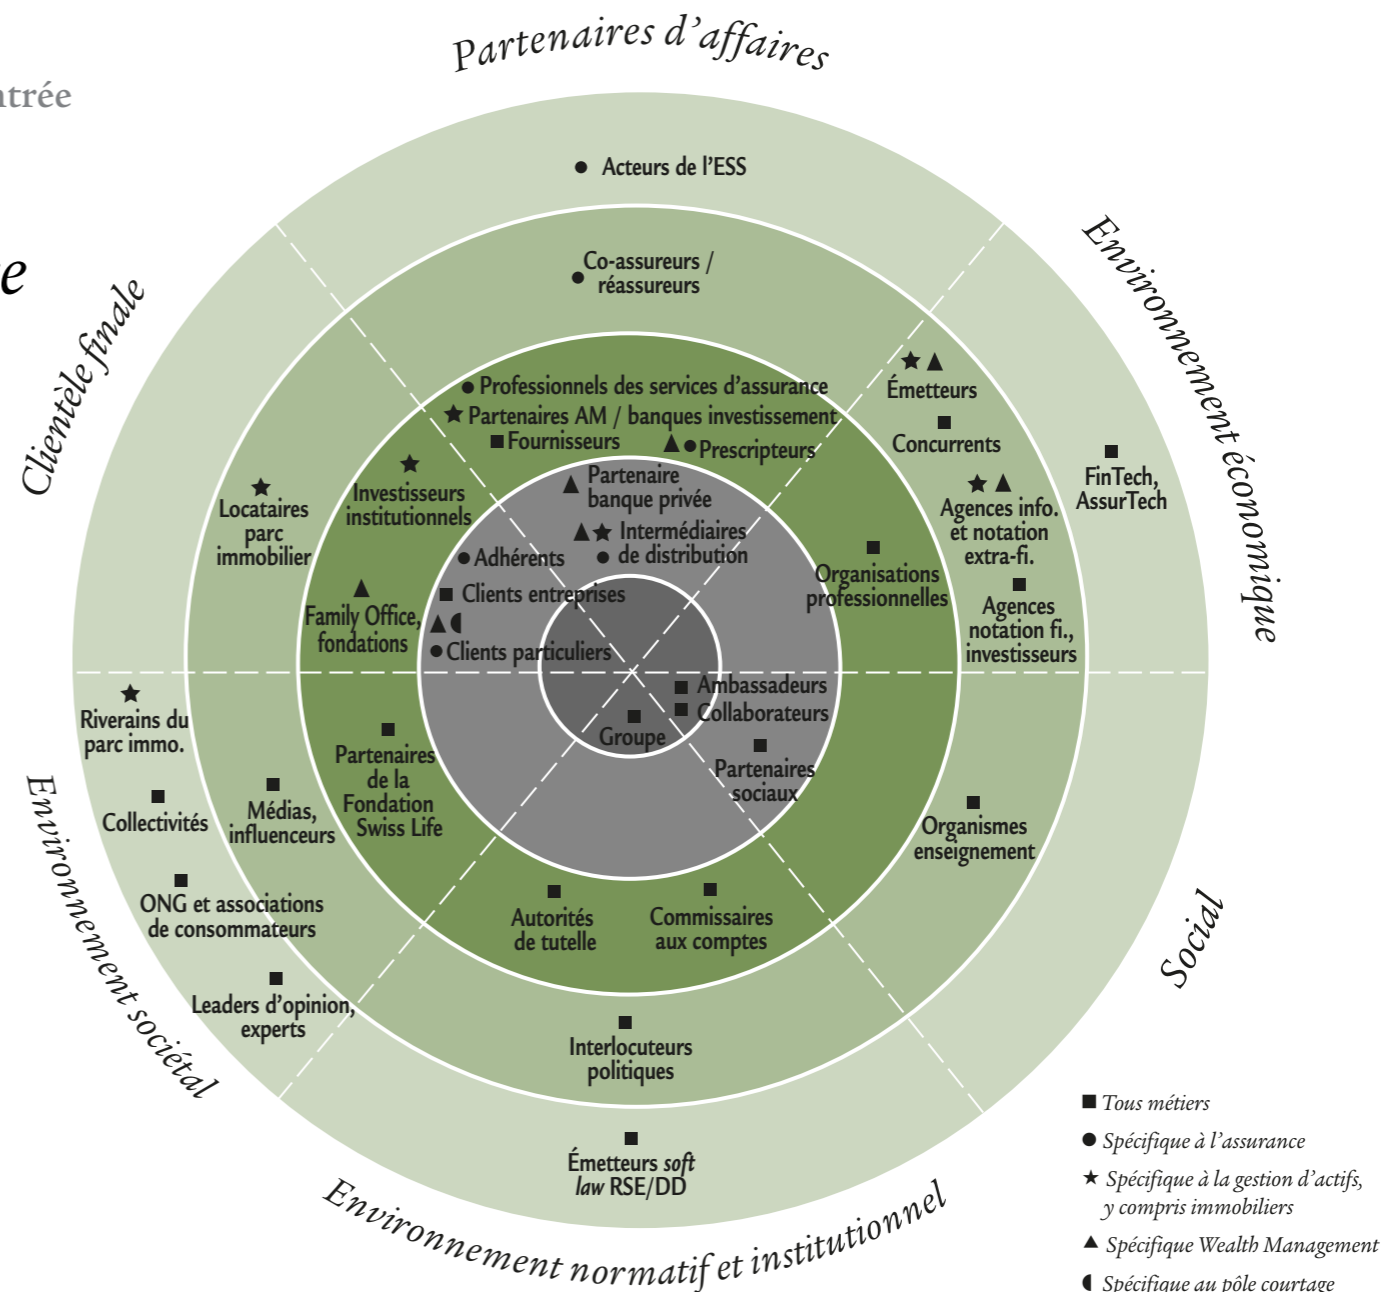 Partenaires d'affaires
ntrée
e
Clientèle finale
Environnement économique
Social
Environnement normatif et institutionnel
Environnement sociétal
● Acteurs de l'ESS
● Co-assureurs /
réassureurs
● Professionnels des services d'assurance
★ Partenaires AM / banques investissement
■ Fournisseurs
▲ ● Prescripteurs
▲ Partenaire
banque privée
▲ ★ Intermédiaires
● de distribution
★ ▲
Émetteurs
■
Concurrents
★ ▲
Agences info.
et notation
extra-fi.
■
Agences
notation fi.,
investisseurs
■
FinTech,
AssurTech
■
Organisations
professionnelles
★
Locataires
parc
immobilier
★
Investisseurs
institutionnels
▲
Family Office,
fondations
● Adhérents
■ Clients entreprises
▲ ◖
● Clients particuliers
■ Ambassadeurs
■ Collaborateurs
■
Groupe
■
Partenaires
sociaux
■
Organismes
enseignement
★
Riverains du
parc immo.
■
Collectivités
■
Médias,
influenceurs
■
Partenaires
de la
Fondation
Swiss Life
■
ONG et associations
de consommateurs
■
Leaders d'opinion,
experts
■
Autorités
de tutelle
■
Commissaires
aux comptes
■
Interlocuteurs
politiques
■
Émetteurs soft
law RSE/DD
■ Tous métiers
● Spécifique à l'assurance
★ Spécifique à la gestion d'actifs,
y compris immobiliers
▲ Spécifique Wealth Management
◖ Spécifique au pôle courtage